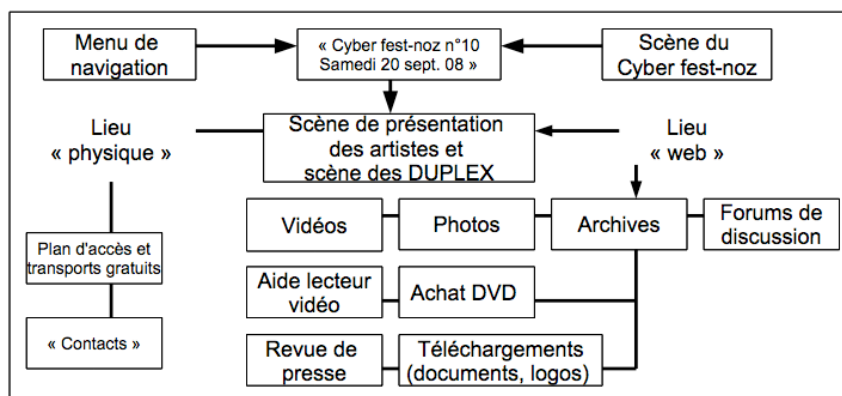 Menu de
navigation
« Cyber fest-noz n°10
Samedi 20 sept. 08 »
Scène du
Cyber fest-noz
Lieu
« physique »
Scène de présentation
des artistes et
scène des DUPLEX
Lieu
« web »
Vidéos
Photos
Archives
Forums de
discussion
Plan d'accès et
transports gratuits
Aide lecteur
vidéo
Achat DVD
« Contacts »
Revue de
presse
Téléchargements
(documents, logos)